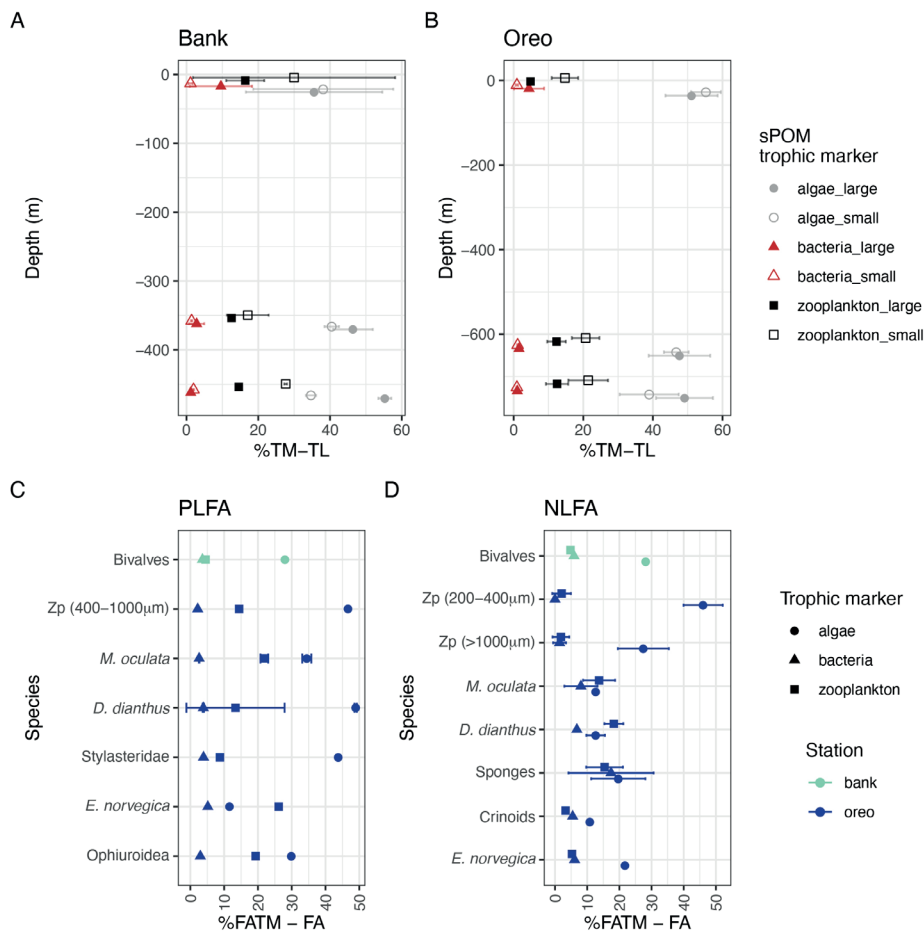 A
Bank
Depth (m)
0
−100
−200
−300
−400
0
20
40
60
%TM−TL
B
Oreo
Depth (m)
0
−200
−400
−600
0
20
40
60
%TM−TL
sPOM
trophic marker
algae_large
algae_small
bacteria_large
bacteria_small
zooplankton_large
zooplankton_small
C
PLFA
Species
Bivalves
Zp (400−1000μm)
M. oculata
D. dianthus
Stylasteridae
E. norvegica
Ophiuroidea
0
10
20
30
40
50
%FATM − FA
D
NLFA
Species
Bivalves
Zp (200−400μm)
Zp (>1000μm)
M. oculata
D. dianthus
Sponges
Crinoids
E. norvegica
0
10
20
30
40
50
%FATM − FA
Trophic marker
algae
bacteria
zooplankton
Station
bank
oreo